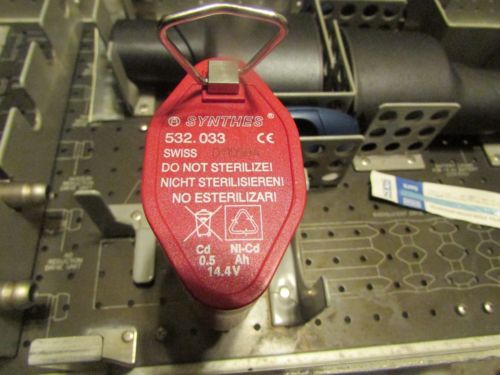 SYNTHES®
532.033 CE
SWISS
DO NOT STERILIZE!
NICHT STERILISIEREN!
NO ESTERILIZAR!
Cd Ni-Cd
0.5 Ah
14.4V